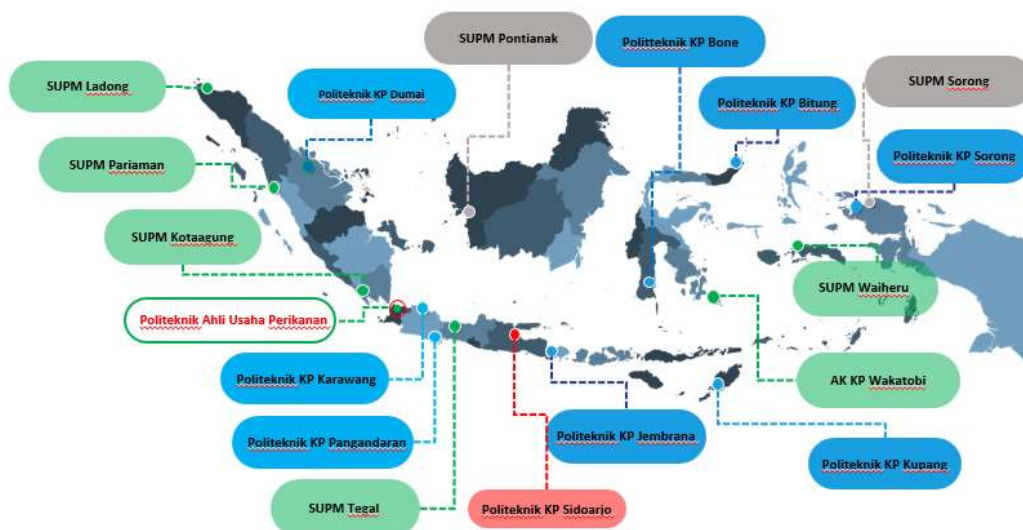 SUPM Pontianak
Politteknik KP Bone
SUPM Ladong
Politeknik KP Dumai
Politeknik KP Bitung
SUPM Sorong
SUPM Pariaman
Politeknik KP Sorong
SUPM Kotaagung
SUPM Waiheru
Politeknik Ahli Usaha Perikanan
Politeknik KP Karawang
AK KP Wakatobi
Politeknik KP Pangandaran
Politeknik KP Jembrana
Politeknik KP Kupang
SUPM Tegal
Politeknik KP Sidoarjo